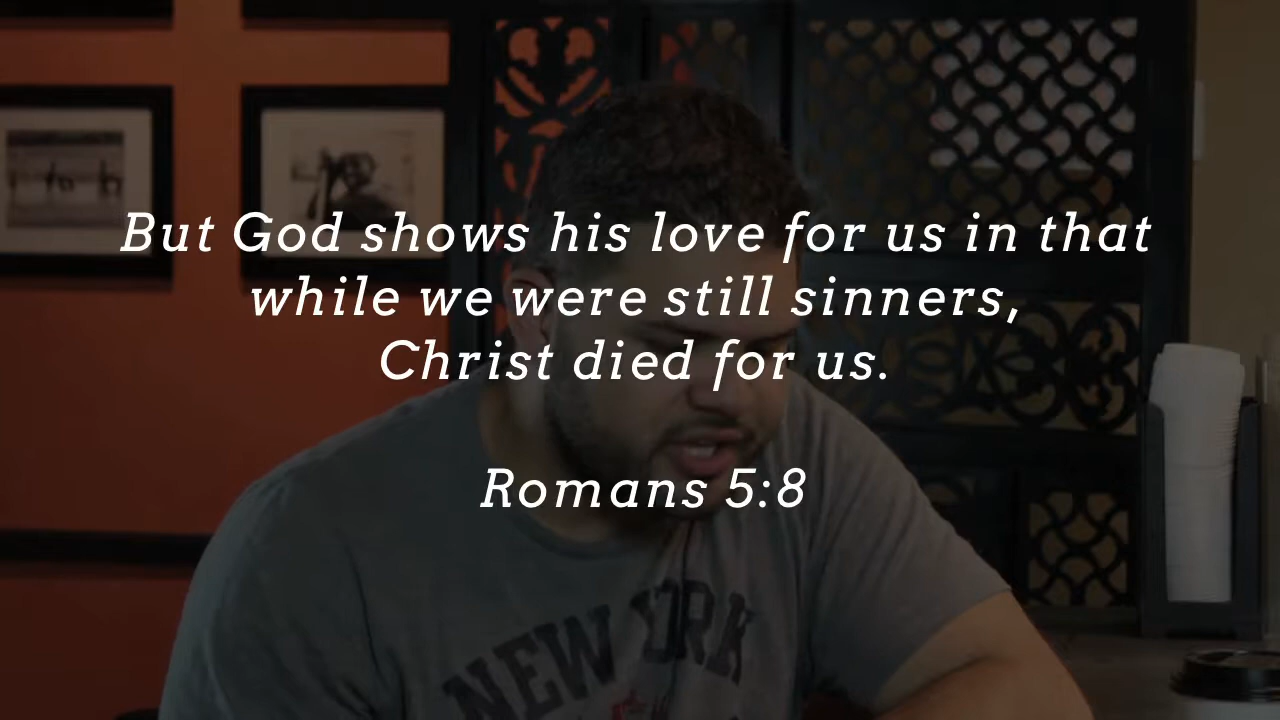 But God shows his love for us in that
while we were still sinners,
Christ died for us.
Romans 5:8
NEW YORK